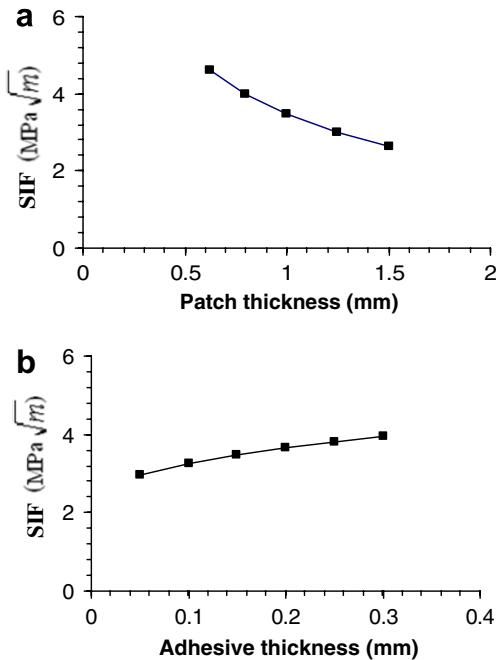 a
6
4
2
0
SIF (MPa √m)
0 0.5 1 1.5 2
Patch thickness (mm)
b
6
4
2
0
SIF (MPa √m)
0 0.1 0.2 0.3 0.4
Adhesive thickness (mm)